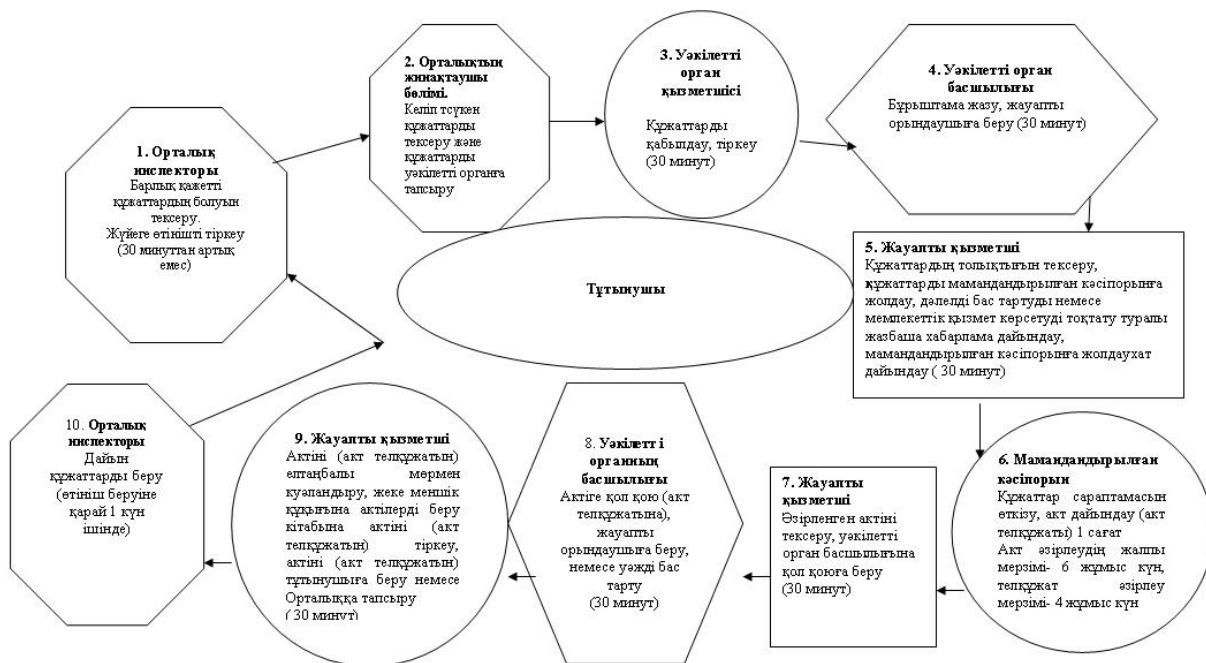 1. Орталық
инспекторы
Барлық қажетті
құжаттардың болуын
тексеру.
Жүйеге өтінішті тіркеу
(30 минуттан артық
емес)
2. Орталықтың
жинақтаушы
бөлімі.
Келіп тсүкен
құжаттарды
тексеру және
құжаттарды
уәкілетті органға
тапсыру
3. Уәкілетті
орган
қызметшісі
Құжаттарды
қабылдау, тіркеу
(30 минут)
4. Уәкілетті орган
басшылығы
Бұрыштама жазу, жауапты
орындаушыға беру (30 минут)
Тұтынушы
5. Жауапты қызметші
Құжаттардың толықтығын тексеру,
құжаттарды мамандандырылған кәсіпорынға
жолдау, дәлелді бас тартуды немесе
мемлекеттік қызмет көрсетуді тоқтату туралы
жазбаша хабарлама дайындау,
мамандандырылған кәсіпорынға жолдаухат
дайындау ( 30 минут)
6. Мамандандырылған
кәсіпорын
Құжаттар сараптамасын
өткізу, акт дайындау (акт
телқұжаты) 1 сағат
Акт әзірлеудің жалпы
мерзімі- 6 жұмыс күн,
телқұжат әзірлеу
мерзімі- 4 жұмыс күн
7. Жауапты
қызметші
Әзірленген актіні
тексеру, уәкілетті
орган басшылығына
қол қоюға беру
(30 минут)
8. Уәкілетт і
органның
басшылығы
Актіге қол қою (акт
телқұжатына),
жауапты
орындаушыға беру,
немесе уәжді бас
тарту
(30 минут)
9. Жауапты қызметші
Актіні (акт телқұжатын)
елтаңбалы мөрмен
куәландыру, жеке меншік
құқығына актілерді беру
кітабына актіні (акт
телқұжатын) тіркеу,
актіні (акт телқұжатын)
тұтынушыға беру немесе
Орталыққа тапсыру
( 30 минут)
10. Орталық
инспекторы
Дайын
құжаттарды беру
(өтініш беруіне
қарай 1 күн
ішінде)